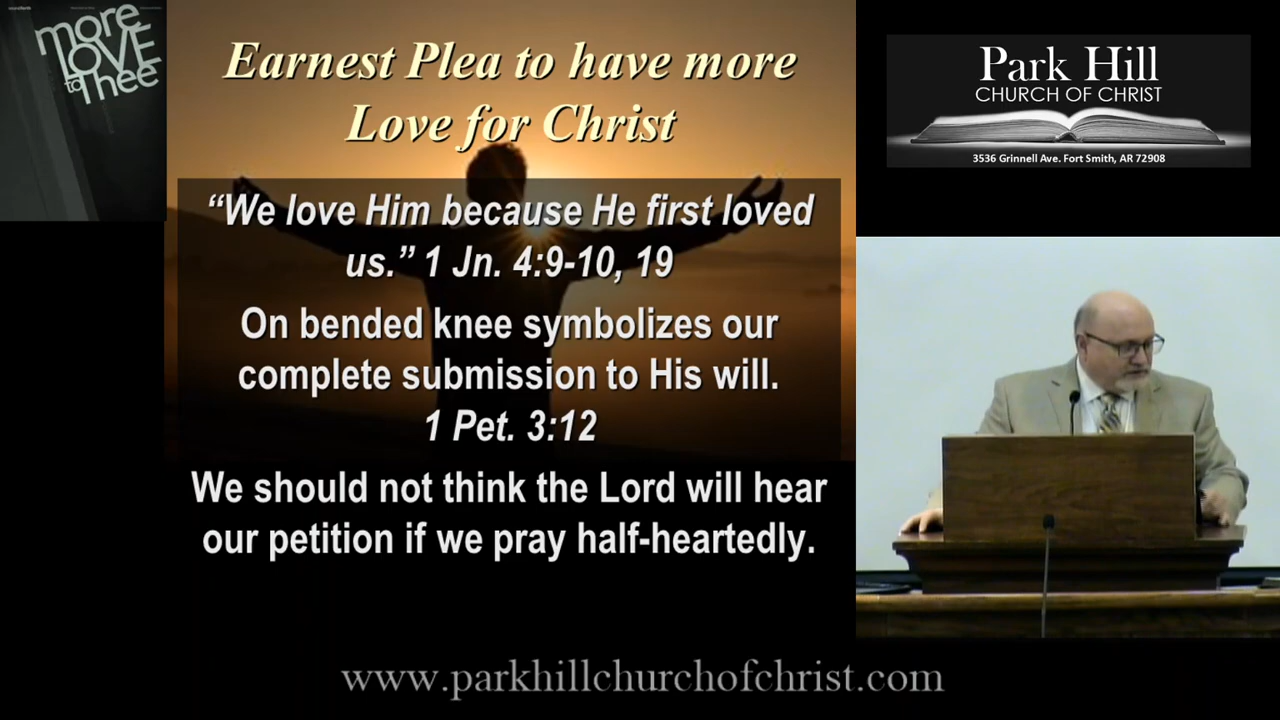 more
LOVE
to
Thee
Earnest Plea to have more
Love for Christ
“We love Him because He first loved
us.” 1 Jn. 4:9-10, 19
On bended knee symbolizes our
complete submission to His will.
1 Pet. 3:12
We should not think the Lord will hear
our petition if we pray half-heartedly.
Park Hill
CHURCH OF CHRIST
3536 Grinnell Ave. Fort Smith, AR 72908
www.parkhillchurchofchrist.com